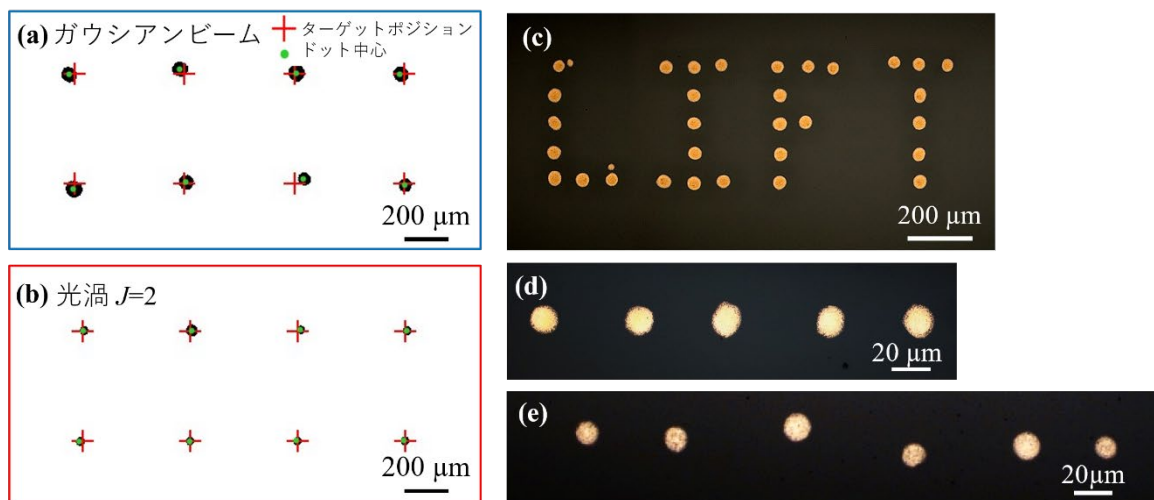 (a) ガウシアンビーム
ターゲットポジション
ドット中心
200 µm
(b) 光渦 J=2
200 µm
(c)
LIFT
200 µm
(d)
20 µm
(e)
20µm